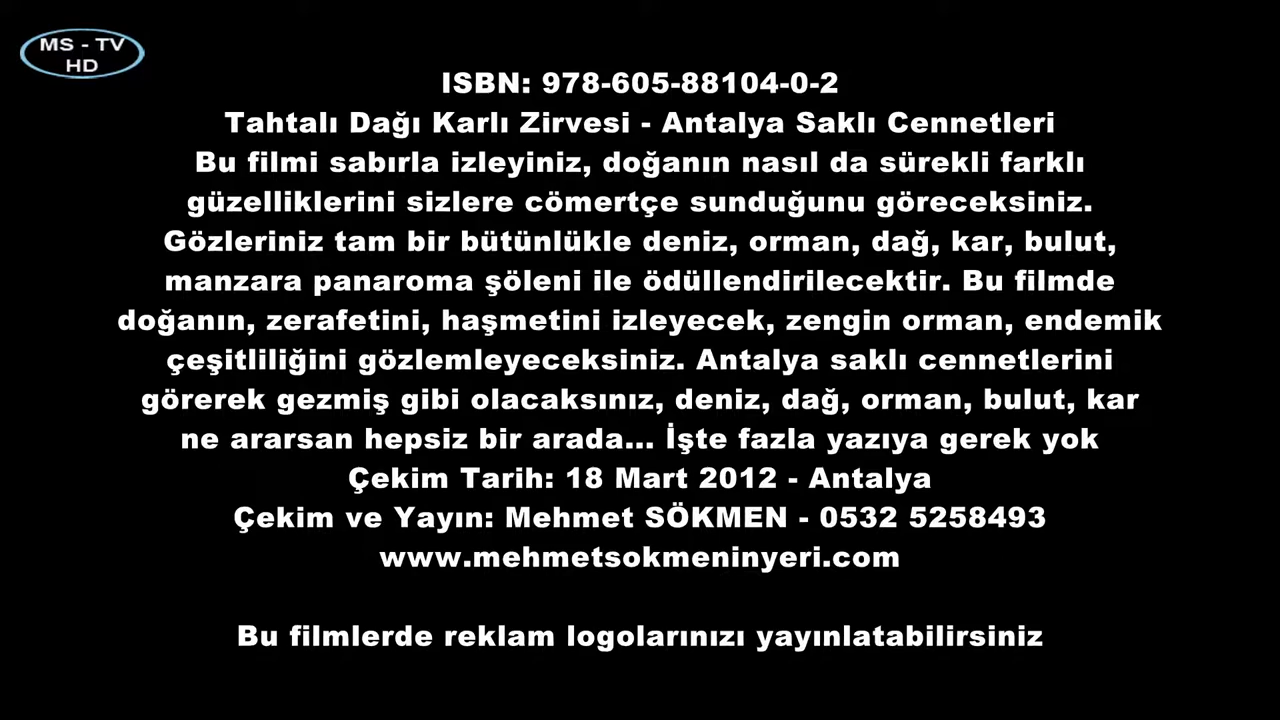 MS - TV
HD
ISBN: 978-605-88104-0-2
Tahtalı Dağı Karlı Zirvesi - Antalya Saklı Cennetleri
Bu filmi sabırla izleyiniz, doğanın nasıl da sürekli farklı
güzelliklerini sizlere cömertçe sunduğunu göreceksiniz.
Gözleriniz tam bir bütünlükle deniz, orman, dağ, kar, bulut,
manzara panaroma şöleni ile ödüllendirilecektir. Bu filmde
doğanın, zerafetini, haşmetini izleyecek, zengin orman, endemik
çeşitliliğini gözlemleyeceksiniz. Antalya saklı cennetlerini
görerek gezmiş gibi olacaksınız, deniz, dağ, orman, bulut, kar
ne ararsan hepsiz bir arada... İşte fazla yazıya gerek yok
Çekim Tarih: 18 Mart 2012 - Antalya
Çekim ve Yayın: Mehmet SÖKMEN - 0532 5258493
www.mehmetsokmeninyeri.com
Bu filmlerde reklam logolarınızı yayınlatabilirsiniz